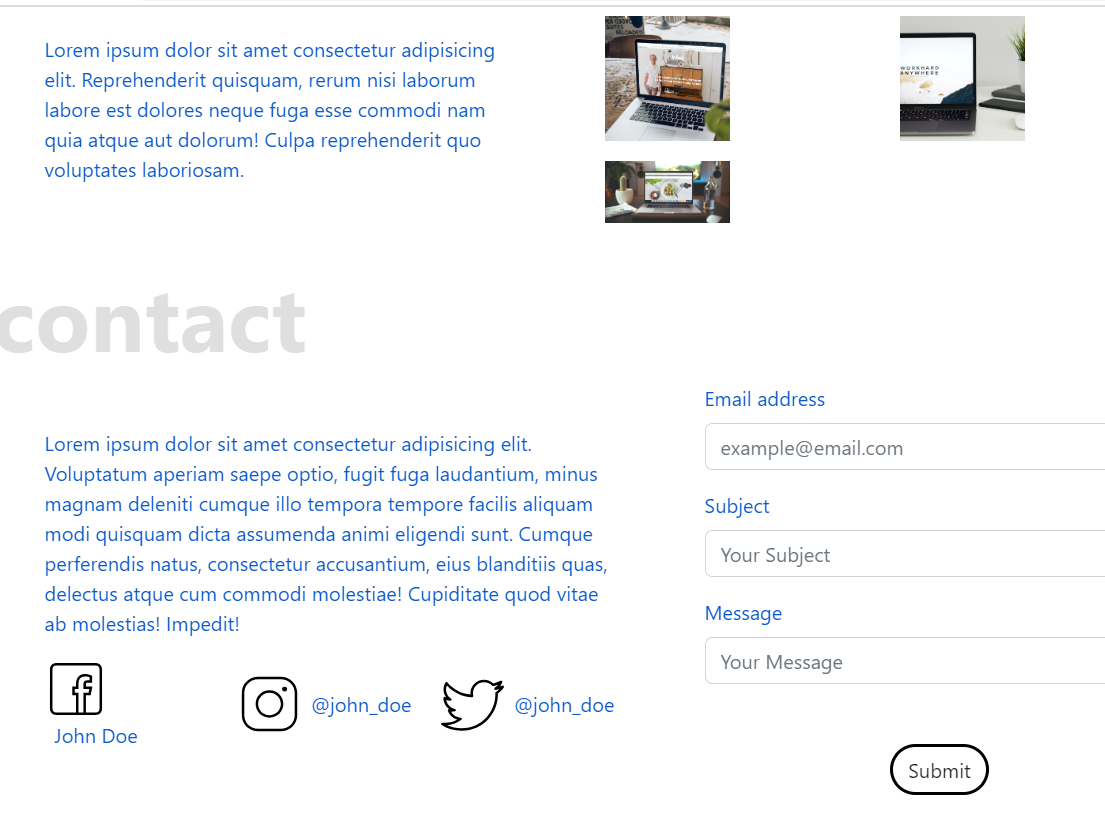 Lorem ipsum dolor sit amet consectetur adipisicing
elit. Reprehenderit quisquam, rerum nisi laborum
labore est dolores neque fuga esse commodi nam
quia atque aut dolorum! Culpa reprehenderit quo
voluptates laboriosam.
WORKHARD
ANYWHERE
contact
Lorem ipsum dolor sit amet consectetur adipisicing elit.
Voluptatum aperiam saepe optio, fugit fuga laudantium, minus
magnam deleniti cumque illo tempora tempore facilis aliquam
modi quisquam dicta assumenda animi eligendi sunt. Cumque
perferendis natus, consectetur accusantium, eius blanditiis quas,
delectus atque cum commodi molestiae! Cupiditate quod vitae
ab molestias! Impedit!
John Doe
@john_doe
@john_doe
Email address
example@email.com
Subject
Your Subject
Message
Your Message
Submit